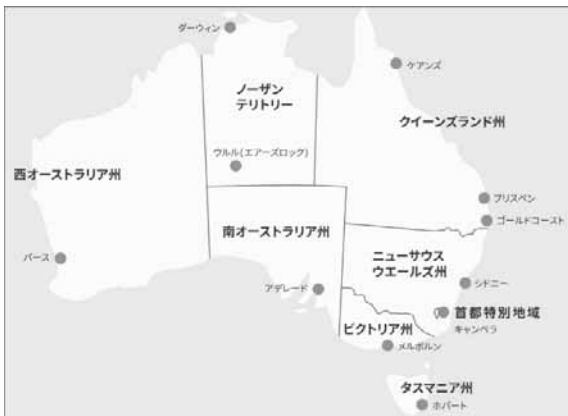 ダーウィン
ケアンズ
ノーザン
テリトリー
クイーンズランド州
ウルル(エアーズロック)
西オーストラリア州
ブリスベン
ゴールドコースト
南オーストラリア州
ニューサウス
ウエールズ州
パース
シドニー
アデレード
首都特別地域
キャンベラ
ビクトリア州
メルボルン
タスマニア州
ホバート